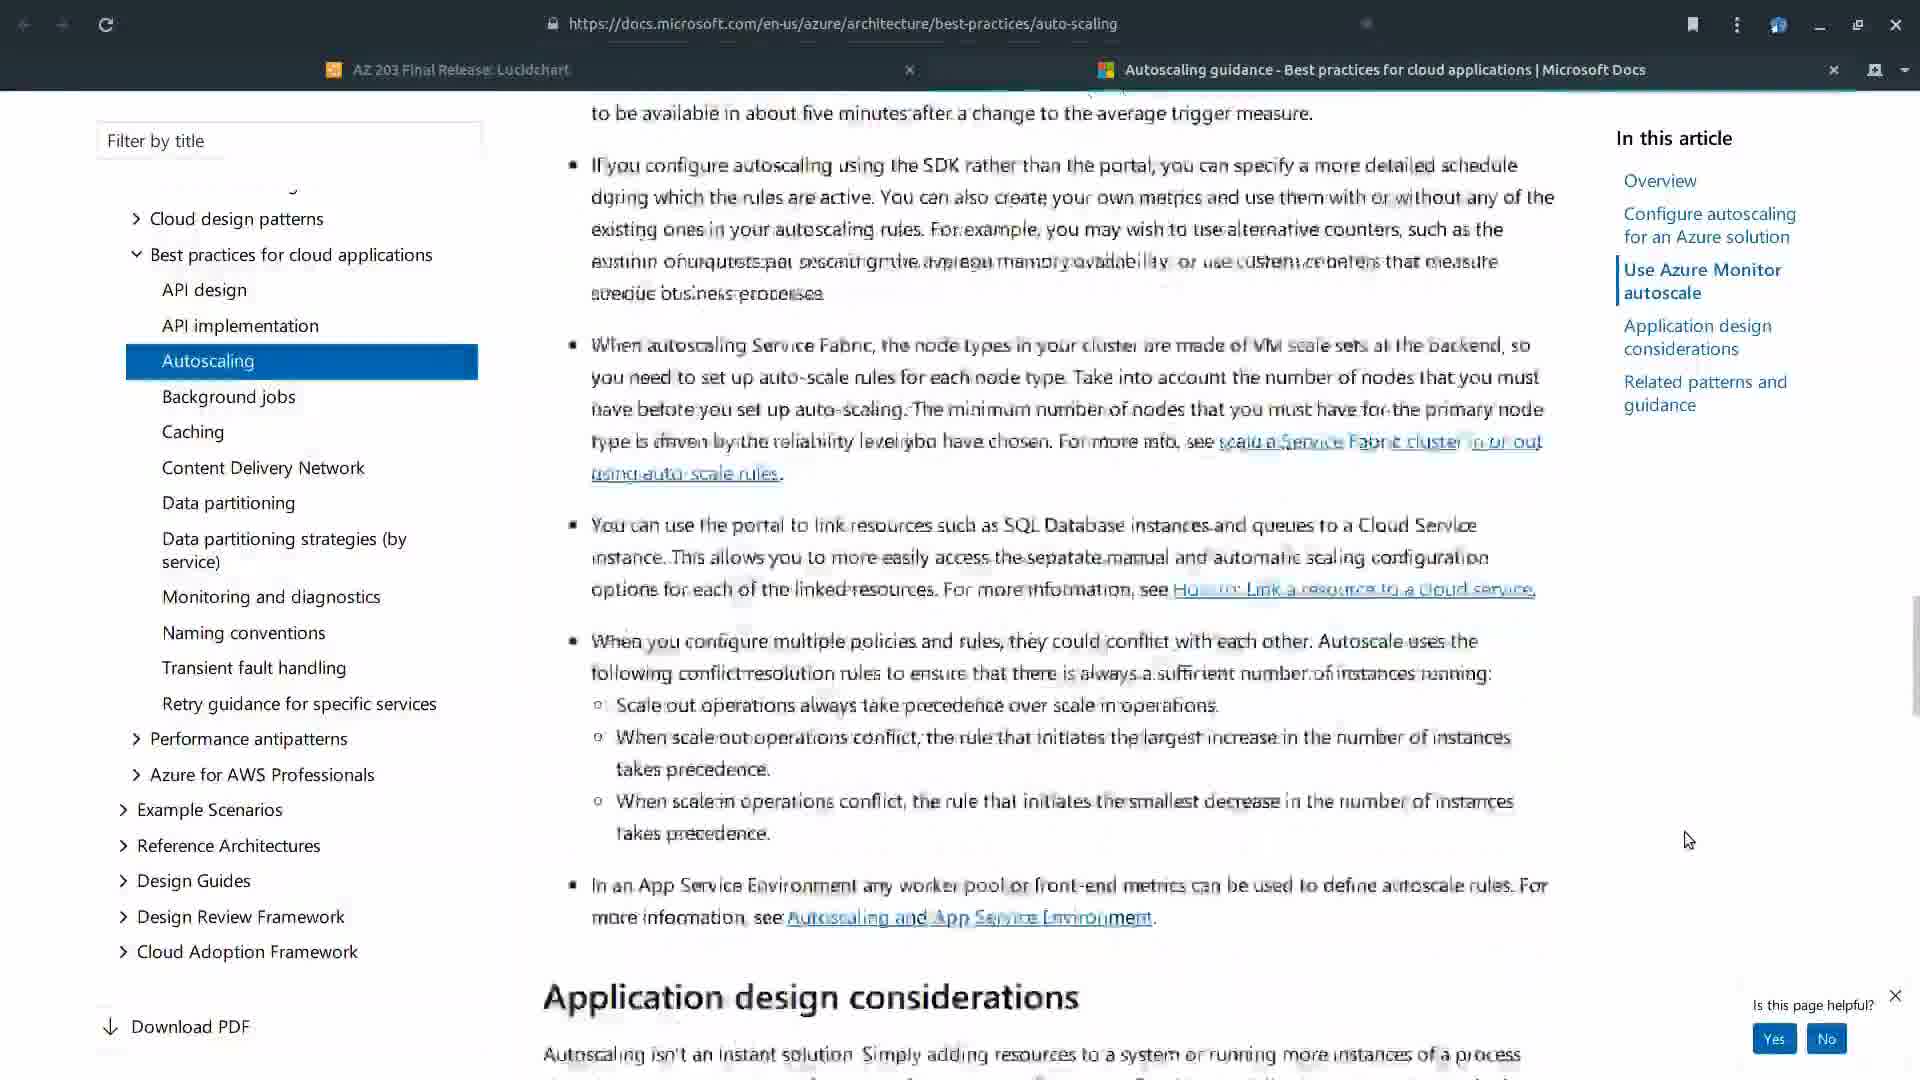 https://docs.microsoft.com/en-us/azure/architecture/best-practices/auto-scaling
AZ 203 Final Release: Lucidchart
Autoscaling guidance - Best practices for cloud applications | Microsoft Docs
Filter by title
Cloud design patterns
Best practices for cloud applications
API design
API implementation
Autoscaling
Background jobs
Caching
Content Delivery Network
Data partitioning
Data partitioning strategies (by
service)
Monitoring and diagnostics
Naming conventions
Transient fault handling
Retry guidance for specific services
Performance antipatterns
Azure for AWS Professionals
Example Scenarios
Reference Architectures
Design Guides
Design Review Framework
Cloud Adoption Framework
Download PDF
to be available in about five minutes after a change to the average trigger measure.
If you configure autoscaling using the SDK rather than the portal, you can specify a more detailed schedule
during which the rules are active. You can also create your own metrics and use them with or without any of the
existing ones in your autoscaling rules. For example, you may wish to use alternative counters, such as the
of per second or the average memory availability, or use that measure
business processes.
When autoscaling Service Fabric, the node types in your cluster are made of VM scale sets at the backend, so
you need to set up auto-scale rules for each node type. Take into account the number of nodes that you must
have before you set up auto-scaling. The minimum number of nodes that you must have for the primary node
type is driven by the reliability level you have chosen. For more info, see scale a Service Fabric cluster in or out
using auto-scale rules.
You can use the portal to link resources such as SQL Database instances and queues to a Cloud Service
instance. This allows you to more easily access the separate manual and automatic scaling configuration
options for each of the linked resources. For more information, see How to: Link a resource to a cloud service.
When you configure multiple policies and rules, they could conflict with each other. Autoscale uses the
following conflict resolution rules to ensure that there is always a sufficient number of instances running:
Scale out operations always take precedence over scale in operations.
When scale out operations conflict, the rule that initiates the largest increase in the number of instances
takes precedence.
When scale in operations conflict, the rule that initiates the smallest decrease in the number of instances
takes precedence.
In an App Service Environment any worker pool or front-end metrics can be used to define autoscale rules. For
more information, see Autoscaling and App Service Environment.
Application design considerations
Autoscaling isn't an instant solution. Simply adding resources to a system or running more instances of a process
In this article
Overview
Configure autoscaling
for an Azure solution
Use Azure Monitor
autoscale
Application design
considerations
Related patterns and
guidance
Is this page helpful?
Yes
No